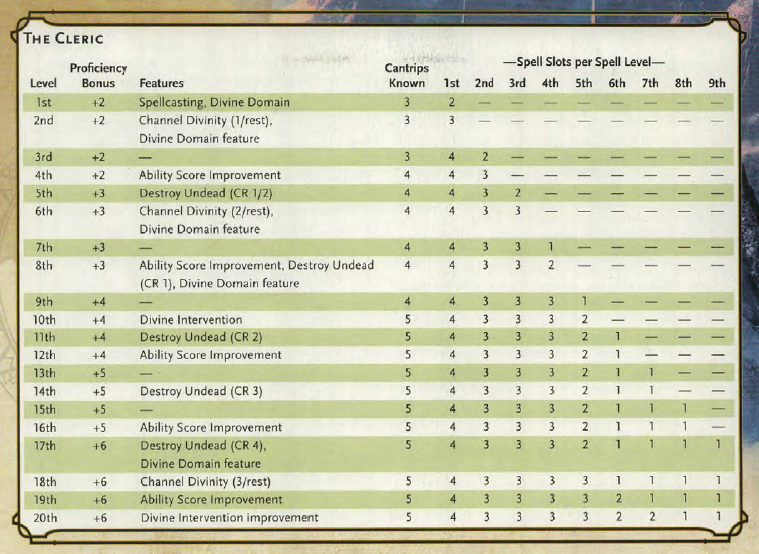 THE CLERIC
—Spell Slots per Spell Level—
Proficiency Cantrips
Level Bonus Features Known 1st 2nd 3rd 4th 5th 6th 7th 8th 9th
1st +2 Spellcasting, Divine Domain 3 2 — — — — — — — —
2nd +2 Channel Divinity (1/rest), 3 3 — — — — — — — —
Divine Domain feature
3rd +2 — 3 4 2 — — — — — — —
4th +2 Ability Score Improvement 4 4 3 — — — — — — —
5th +3 Destroy Undead (CR 1/2) 4 4 3 2 — — — — — —
6th +3 Channel Divinity (2/rest), 4 4 3 3 — — — — — —
Divine Domain feature
7th +3 — 4 4 3 3 1 — — — — —
8th +3 Ability Score Improvement, Destroy Undead 4 4 3 3 2 — — — — —
(CR 1), Divine Domain feature
9th +4 — 4 4 3 3 3 1 — — — —
10th +4 Divine Intervention 5 4 3 3 3 2 — — — —
11th +4 Destroy Undead (CR 2) 5 4 3 3 3 2 1 — — —
12th +4 Ability Score Improvement 5 4 3 3 3 2 1 — — —
13th +5 — 5 4 3 3 3 2 1 1 — —
14th +5 Destroy Undead (CR 3) 5 4 3 3 3 2 1 1 — —
15th +5 — 5 4 3 3 3 2 1 1 1 —
16th +5 Ability Score Improvement 5 4 3 3 3 2 1 1 1 —
17th +6 Destroy Undead (CR 4), 5 4 3 3 3 2 1 1 1 1
Divine Domain feature
18th +6 Channel Divinity (3/rest) 5 4 3 3 3 3 1 1 1 1
19th +6 Ability Score Improvement 5 4 3 3 3 3 2 1 1 1
20th +6 Divine Intervention improvement 5 4 3 3 3 3 2 2 1 1